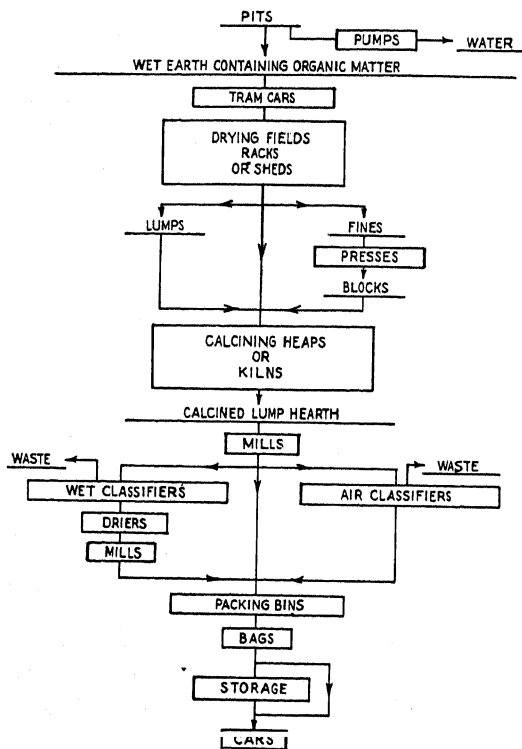 PITS
PUMPS
WATER
WET EARTH CONTAINING ORGANIC MATTER
TRAM CARS
DRYING FIELDS
RACKS
OR SHEDS
LUMPS
FINES
PRESSES
BLOCKS
CALCINING HEAPS
OR
KILNS
CALCINED LUMP HEARTH
MILLS
WASTE
WASTE
WET CLASSIFIERS
AIR CLASSIFIERS
DRIERS
MILLS
PACKING BINS
BAGS
STORAGE
CARS